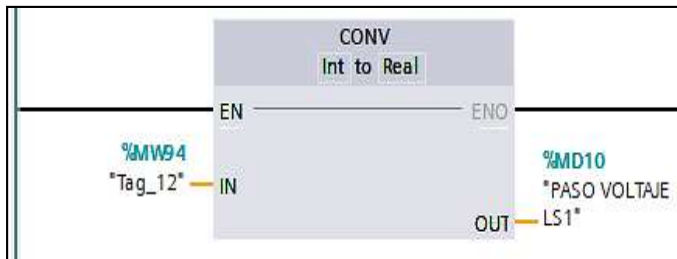 CONV
Int to Real
EN
ENO
%MW94
"Tag_12"
IN
%MD10
"PASO VOLTAJE
LS1"
OUT